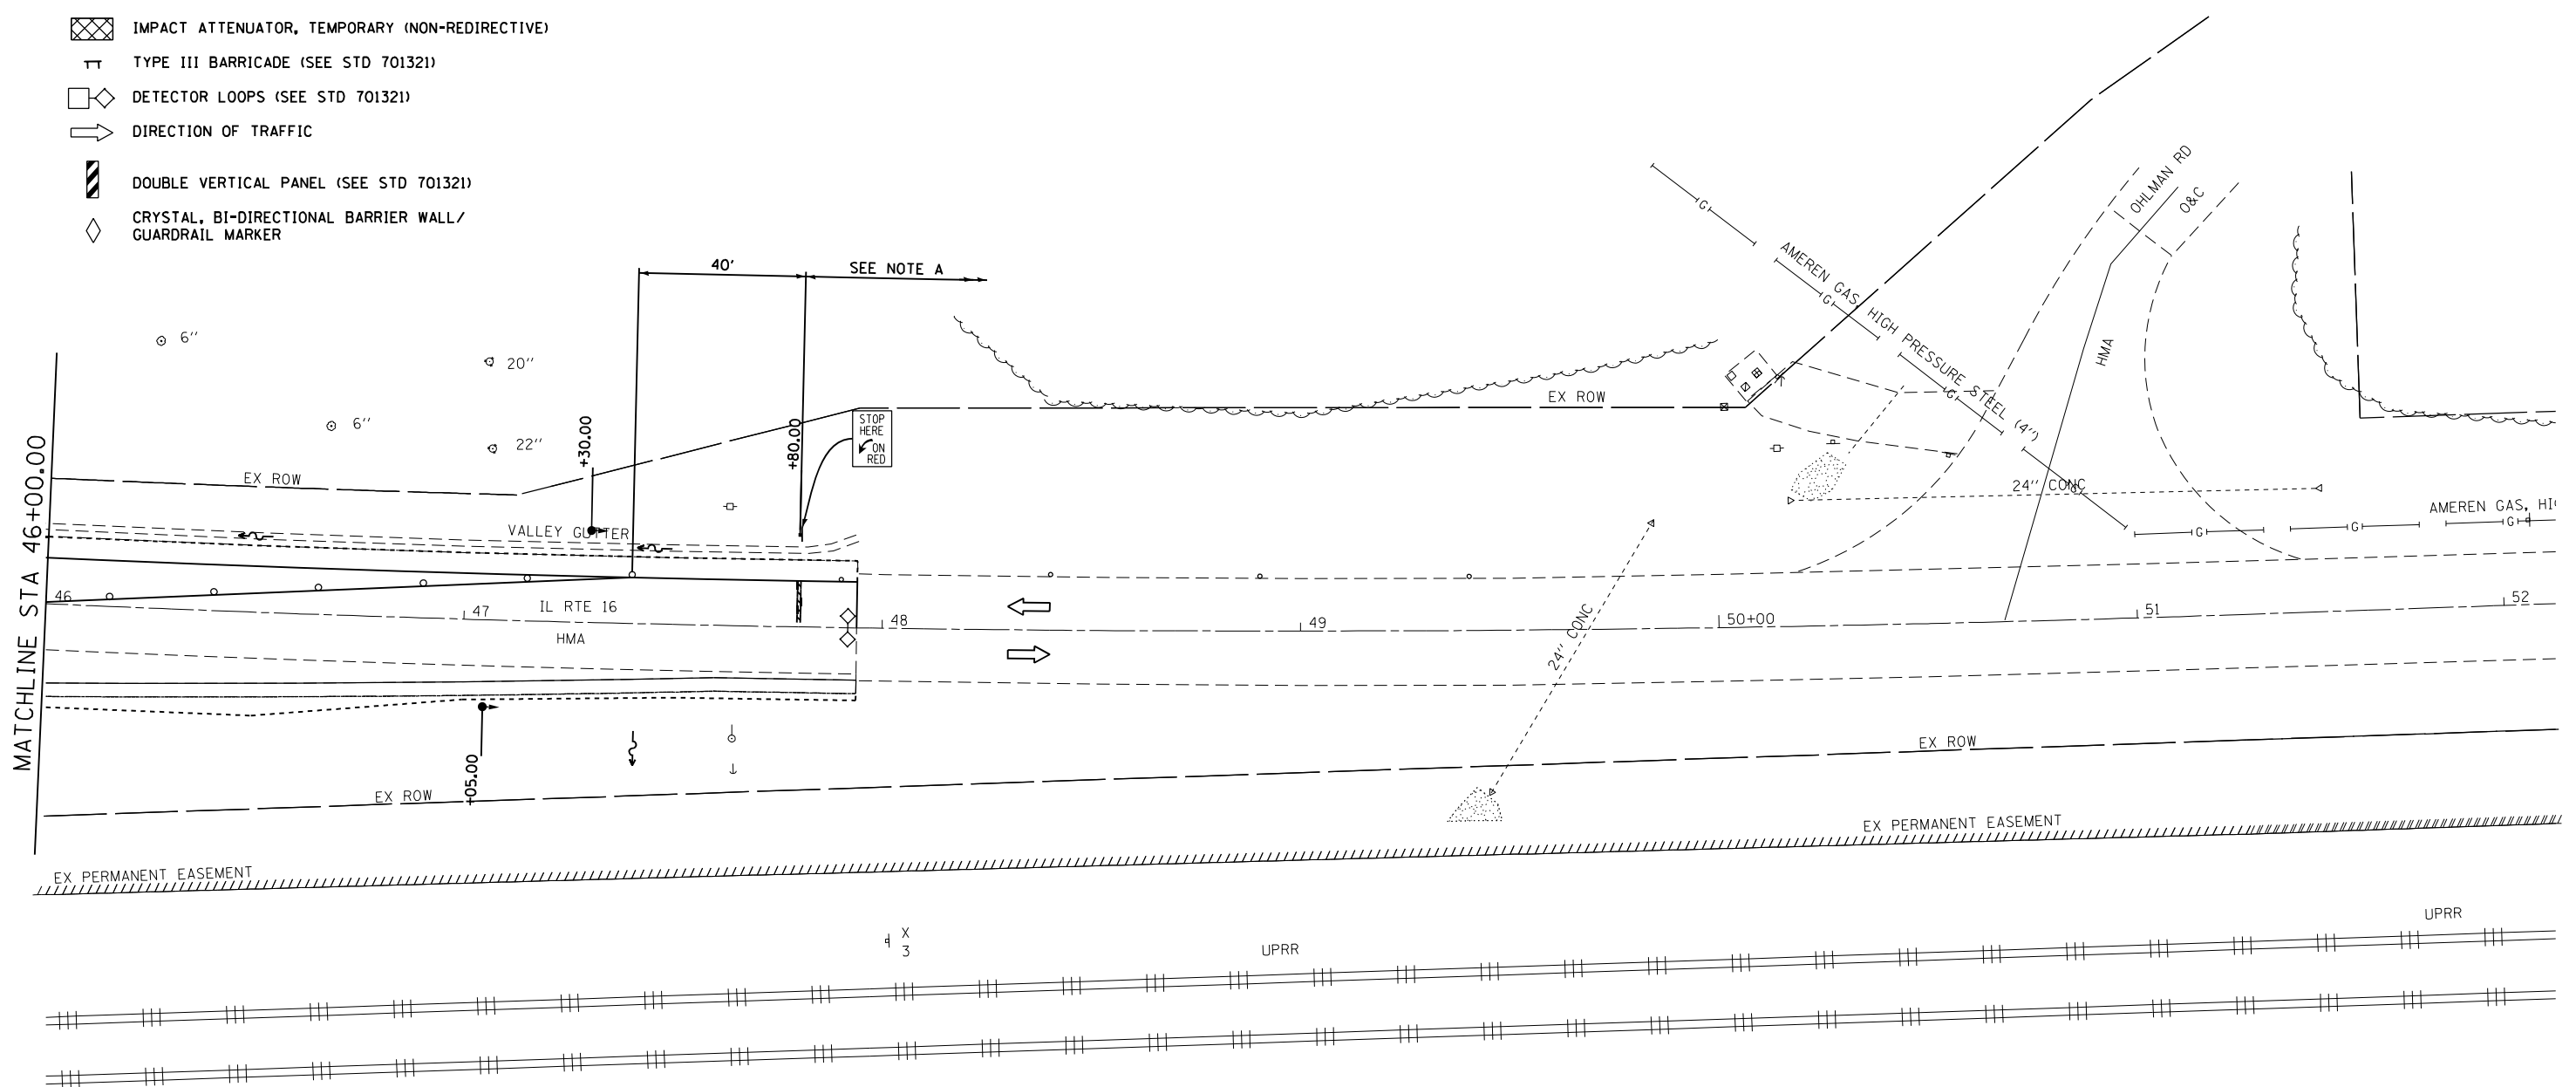 IMPACT ATTENUATOR, TEMPORARY (NON-REDIRECTIVE)
TYPE III BARRICADE (SEE STD 701321)
DETECTOR LOOPS (SEE STD 701321)
DIRECTION OF TRAFFIC
DOUBLE VERTICAL PANEL (SEE STD 701321)
CRYSTAL, BI-DIRECTIONAL BARRIER WALL/
GUARDRAIL MARKER
40'
SEE NOTE A
OHLMAN RD
O&C
G
AMEREN GAS, HIGH PRESSURE STEEL (4")
G
G
HMA
6"
20"
6"
22"
+30.00
+80.00
STOP
HERE
ON
RED
EX ROW
EX ROW
24" CONC
G
AMEREN GAS, HI
G
G
G
VALLEY GUTTER
MATCHLINE STA 46+00.00
46
47
IL RTE 16
HMA
48
49
50+00
51
52
24" CONC
+05.00
EX ROW
EX ROW
EX PERMANENT EASEMENT
EX PERMANENT EASEMENT
X
3
UPRR
UPRR